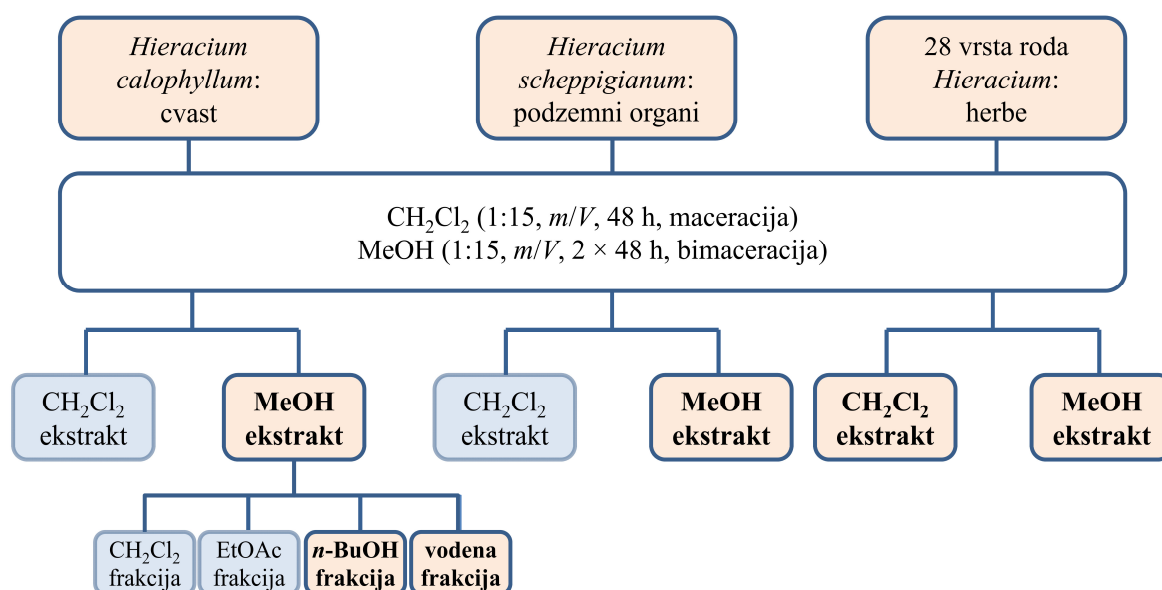 Hieracium
calophyllum:
cvast
Hieracium
scheppigianum:
podzemni organi
28 vrsta roda
Hieracium:
herbe
CH₂Cl₂ (1:15, m/V, 48 h, maceracija)
MeOH (1:15, m/V, 2 × 48 h, bimaceracija)
CH₂Cl₂
ekstrakt
MeOH
ekstrakt
CH₂Cl₂
ekstrakt
MeOH
ekstrakt
CH₂Cl₂
ekstrakt
MeOH
ekstrakt
CH₂Cl₂
frakcija
EtOAc
frakcija
n-BuOH
frakcija
vodena
frakcija